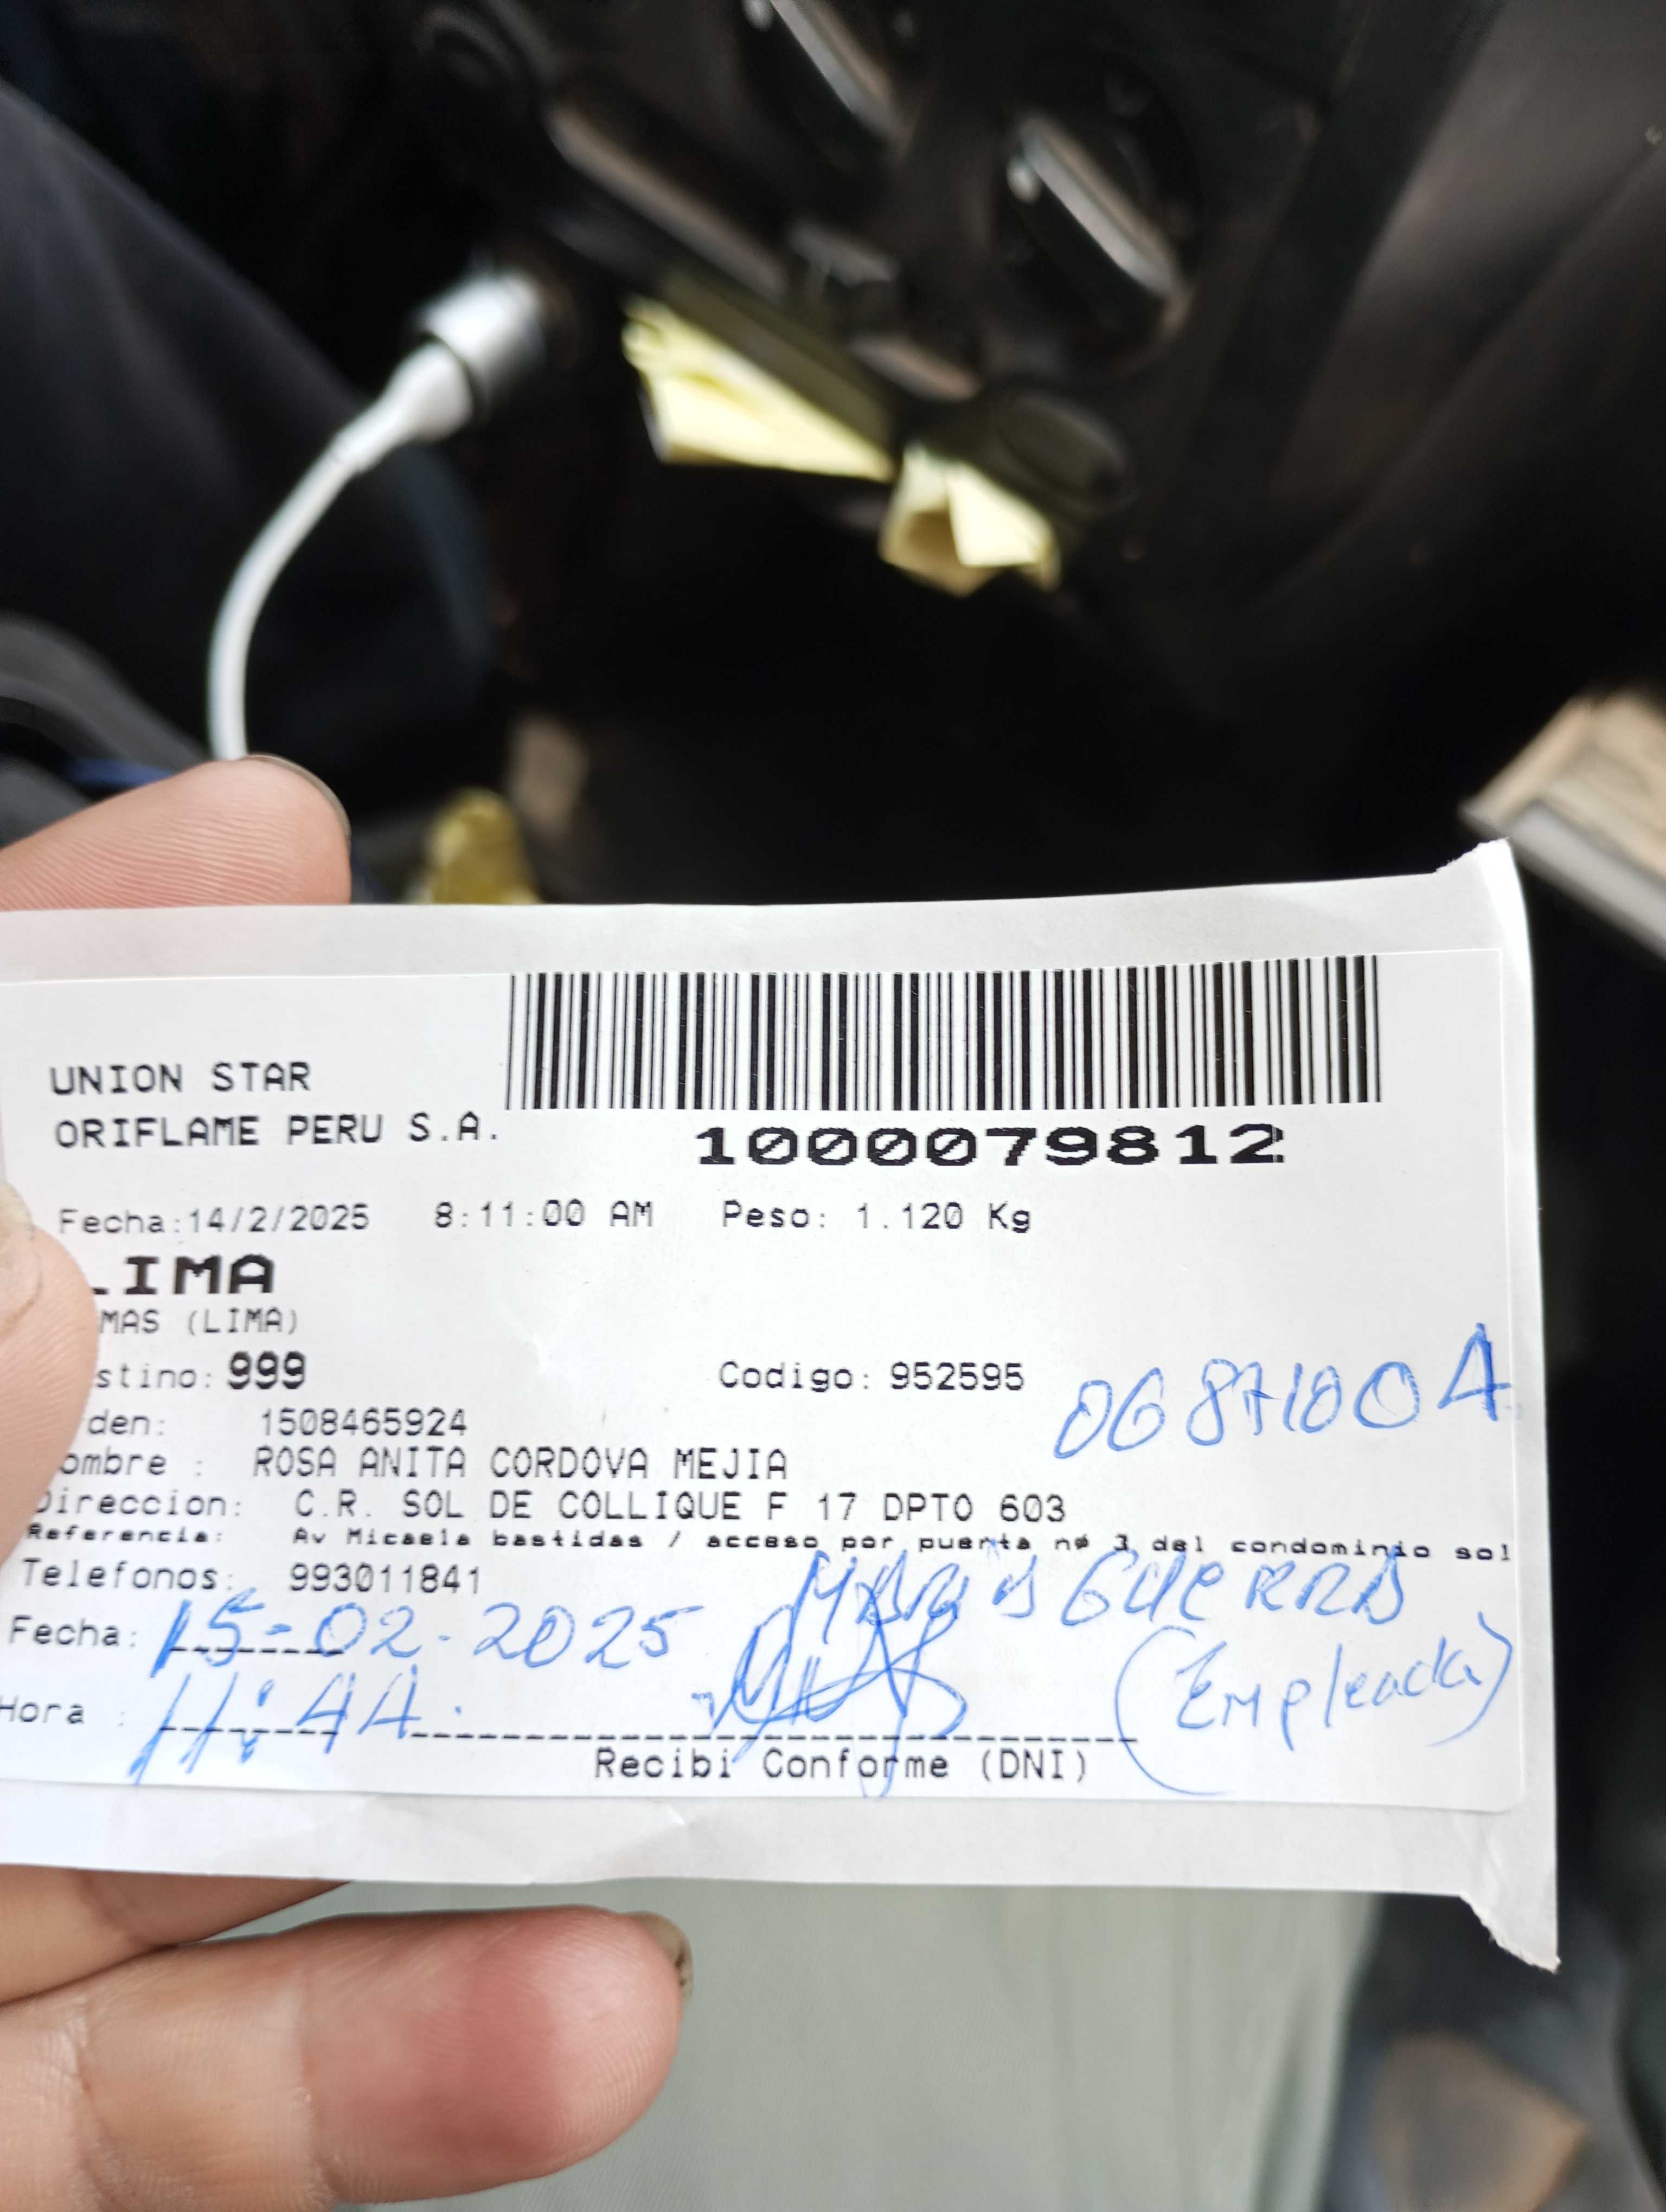 UNION STAR
ORIFLAME PERU S.A.
1000079812
Fecha:14/2/2025 8:11:00 AM Peso: 1.120 Kg
LIMA
MAS (LIMA)
stino: 999 Codigo: 952595
den: 1508465924
ombre : ROSA ANITA CORDOVA MEJIA
Direccion: C.R. SOL DE COLLIQUE F 17 DPTO 603
Referencia: Av Micaela bastidas / acceso por puerta nø 3 del condominio sol
Telefonos: 993011841
GUERRA
Fecha: 15-02-2025
(Empleada)
Hora : 11:44.
Recibi Conforme (DNI)